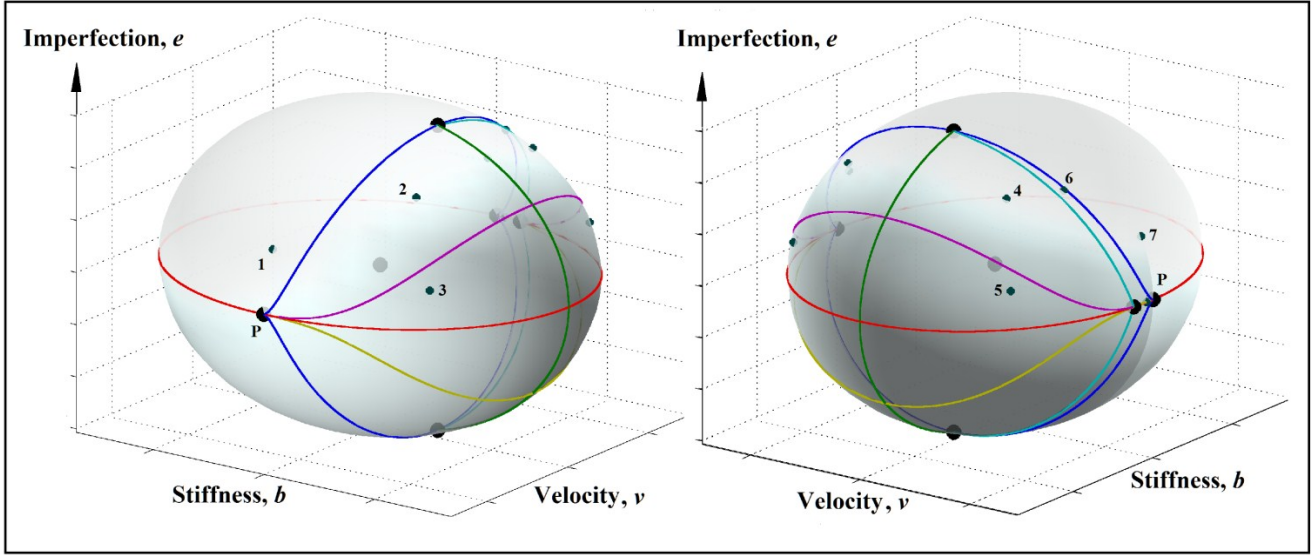 Imperfection, e
1
2
3
P
Stiffness, b
Velocity, v
Imperfection, e
4
6
7
5
P
Velocity, v
Stiffness, b